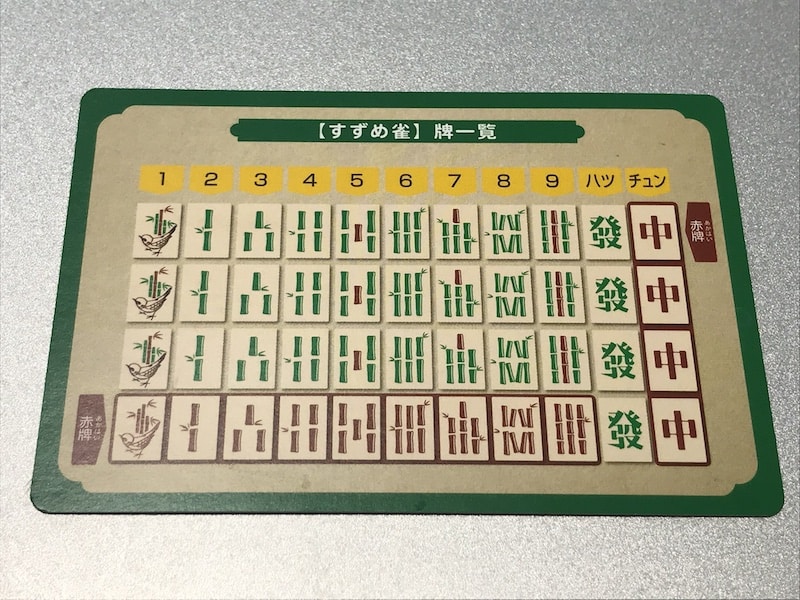 【すずめ雀】牌一覧
1 2 3 4 5 6 7 8 9 ハツ チュン
發 中 赤牌 あかはい
發 中
發 中
赤牌 あかはい 發 中